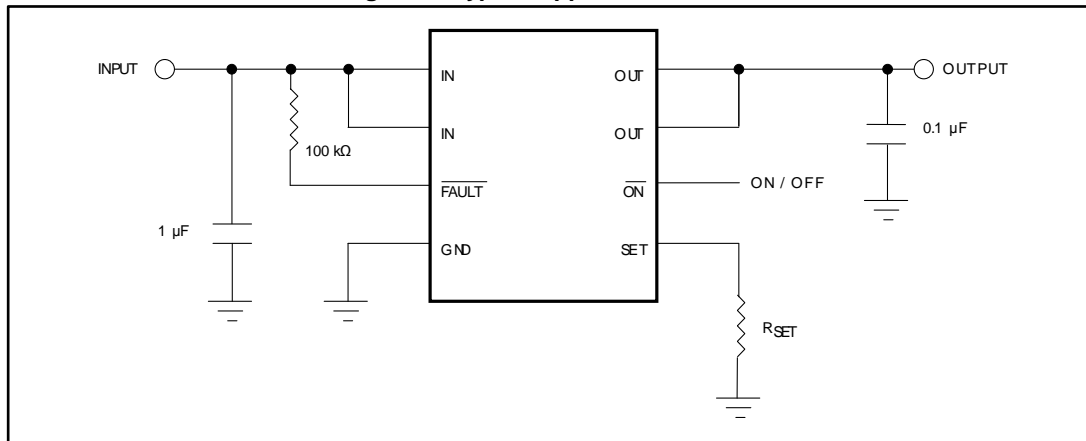 INPUT
IN
OUT
OUTPUT
IN
OUT
0.1 µF
100 kΩ
FAULT
ON
ON / OFF
1 µF
GND
SET
RSET